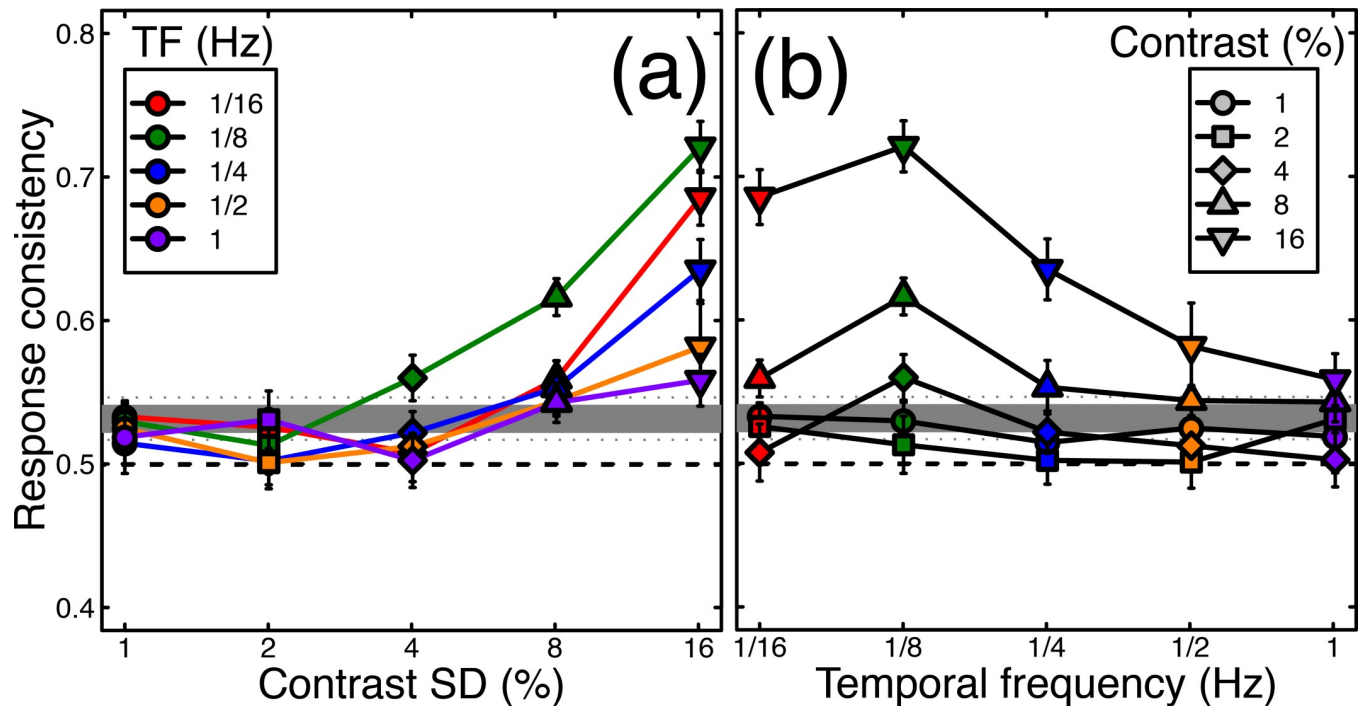 TF (Hz)
1/16
1/8
1/4
1/2
1
(a)
Response consistency
0.8
0.7
0.6
0.5
0.4
1 2 4 8 16
Contrast SD (%)
(b)
Contrast (%)
1
2
4
8
16
1/16 1/8 1/4 1/2 1
Temporal frequency (Hz)